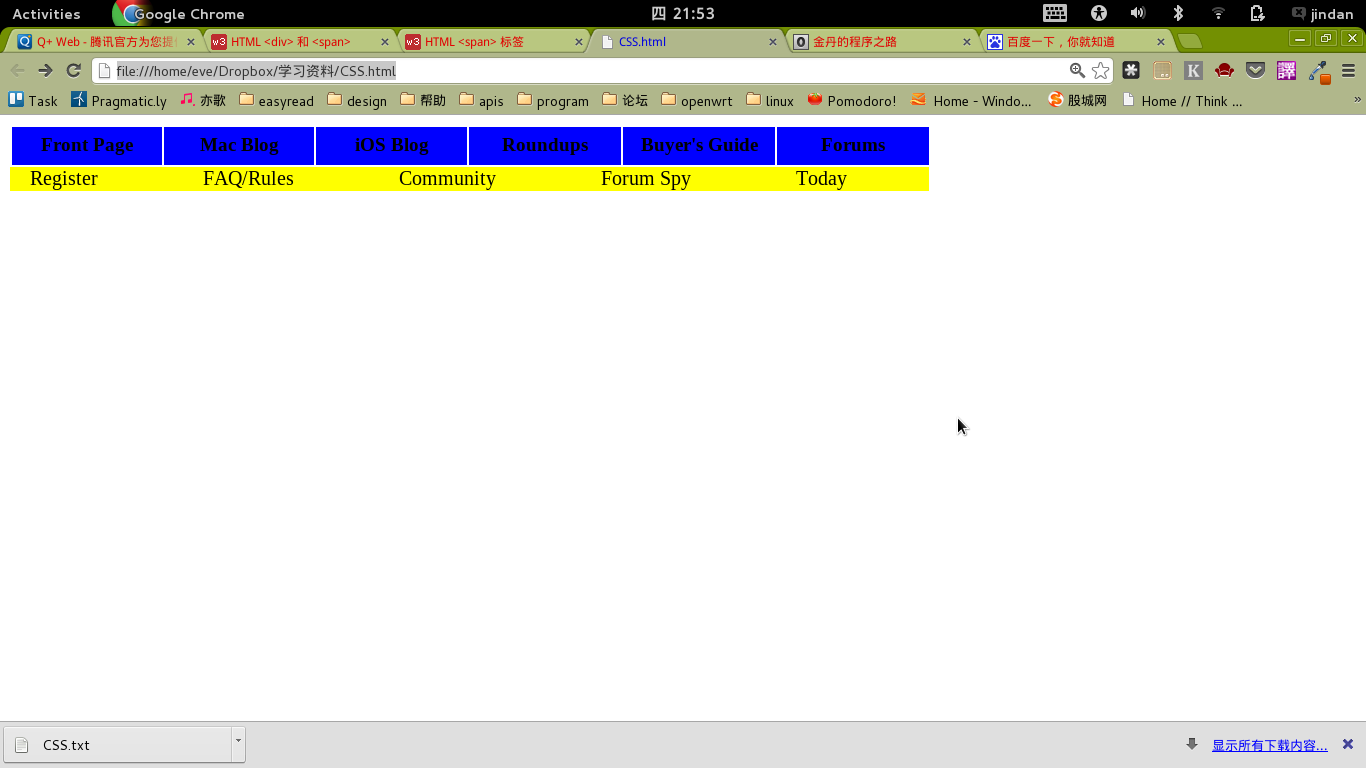 Activities Google Chrome 四 21:53 jindan
Q+ Web - 腾讯官方为您提 HTML <div> 和 <span> HTML <span> 标签 CSS.html 金丹的程序之路 百度一下，你就知道
file:///home/eve/Dropbox/学习资料/CSS.html
Task Pragmatic.ly 亦歌 easyread design 帮助 apis program 论坛 openwrt linux Pomodoro! Home - Windo... 股城网 Home // Think ... »
Front Page Mac Blog iOS Blog Roundups Buyer's Guide Forums
Register FAQ/Rules Community Forum Spy Today
CSS.txt 显示所有下载内容...